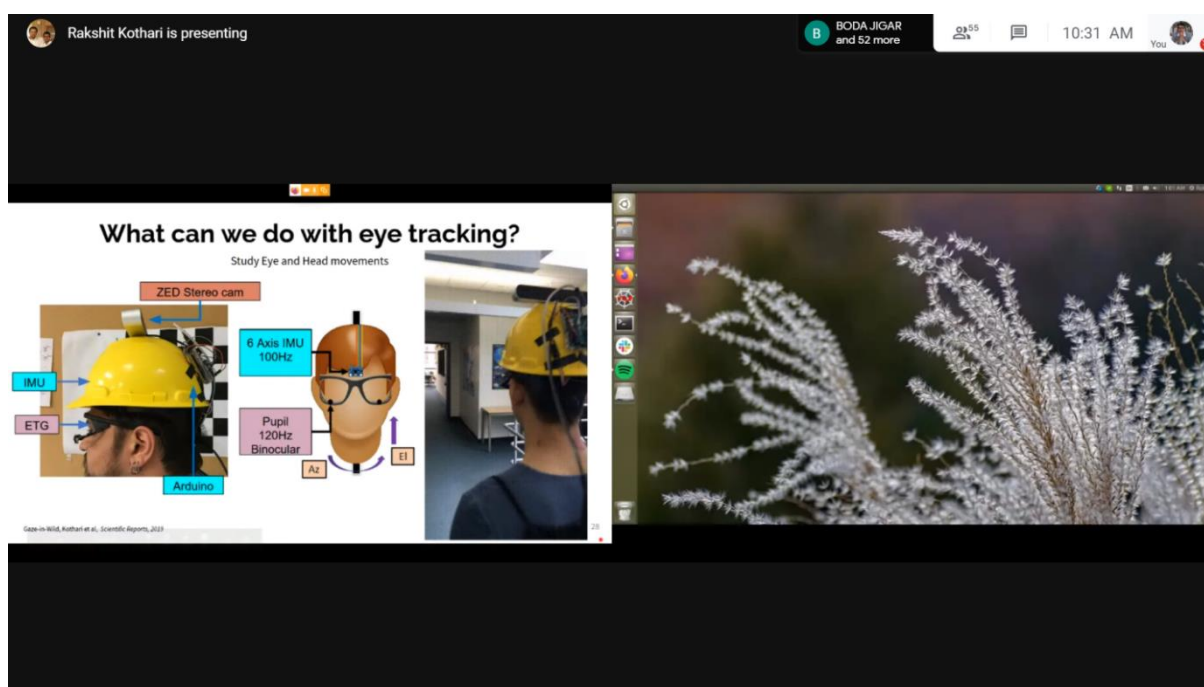 Rakshit Kothari is presenting
B
BODA JIGAR
and 52 more
55
10:31 AM
You
What can we do with eye tracking?
Study Eye and Head movements
ZED Stereo cam
IMU
ETG
Arduino
6 Axis IMU
100Hz
Pupil
120Hz
Binocular
Az
El
Gaze-in-Wild, Kothari et al., Scientific Reports, 2019
28